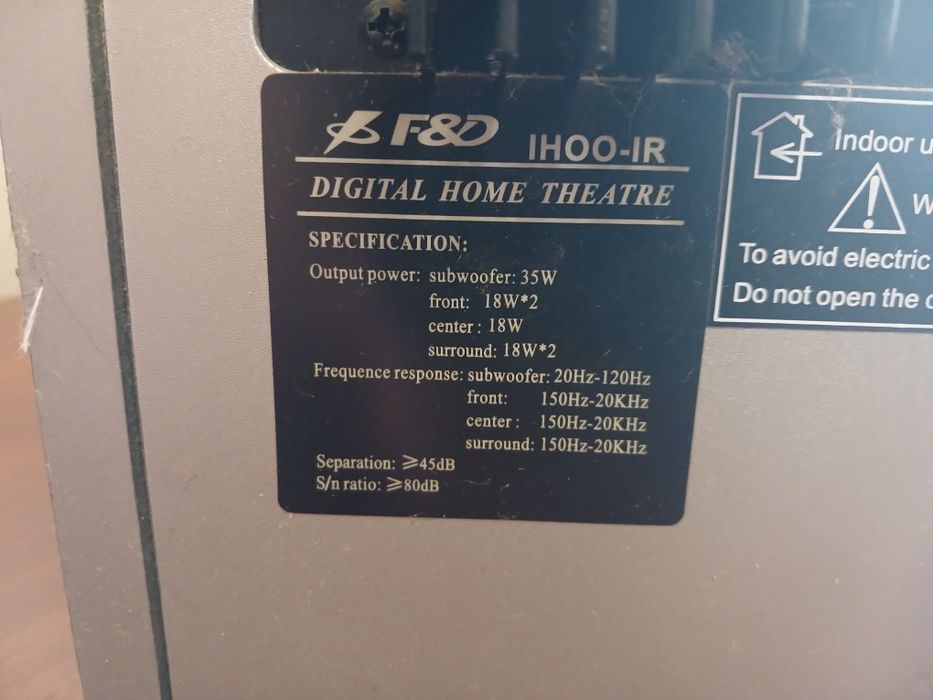 F&D IHOO-IR
DIGITAL HOME THEATRE
SPECIFICATION:
Output power: subwoofer: 35W
front: 18W*2
center : 18W
surround: 18W*2
Frequence response: subwoofer: 20Hz-120Hz
front: 150Hz-20KHz
center : 150Hz-20KHz
surround: 150Hz-20KHz
Separation: ≥45dB
S/n ratio: ≥80dB
Indoor u
W
To avoid electric
Do not open the